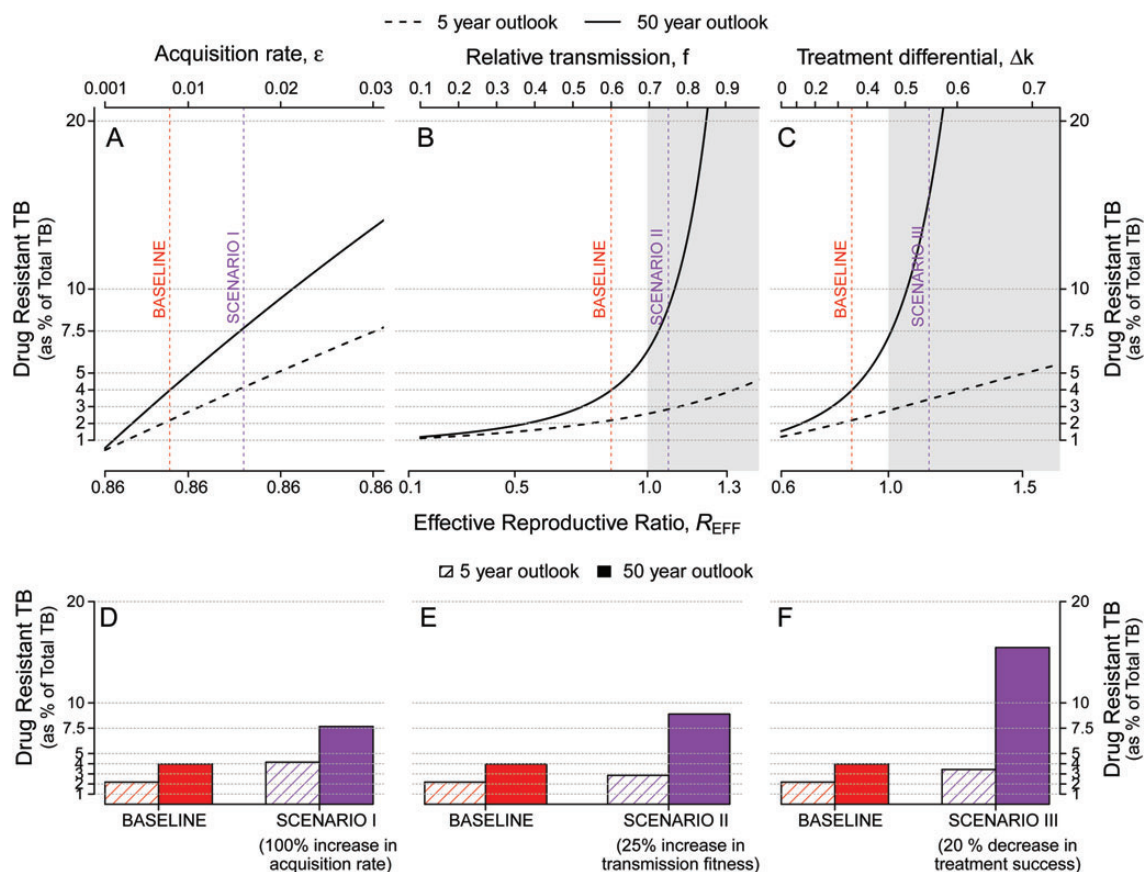 5 year outlook 50 year outlook
Acquisition rate, ε
0.001 0.01 0.02 0.03
Relative transmission, f
0.1 0.2 0.3 0.4 0.5 0.6 0.7 0.8 0.9
Treatment differential, Δk
0 0.2 0.4 0.5 0.6 0.7
A
B
C
20
10
7.5
5
4
3
2
1
Drug Resistant TB
(as % of Total TB)
BASELINE
SCENARIO I
BASELINE
SCENARIO II
BASELINE
SCENARIO III
20
10
7.5
5
4
3
2
1
Drug Resistant TB
(as % of Total TB)
0.86 0.86 0.86 0.86
0.1 0.5 1.0 1.3
0.6 1.0 1.5
Effective Reproductive Ratio, REFF
5 year outlook 50 year outlook
D
E
F
20
10
7.5
5
4
3
2
1
Drug Resistant TB
(as % of Total TB)
20
10
7.5
5
4
3
2
1
Drug Resistant TB
(as % of Total TB)
BASELINE SCENARIO I
(100% increase in
acquisition rate)
BASELINE SCENARIO II
(25% increase in
transmission fitness)
BASELINE SCENARIO III
(20 % decrease in
treatment success)